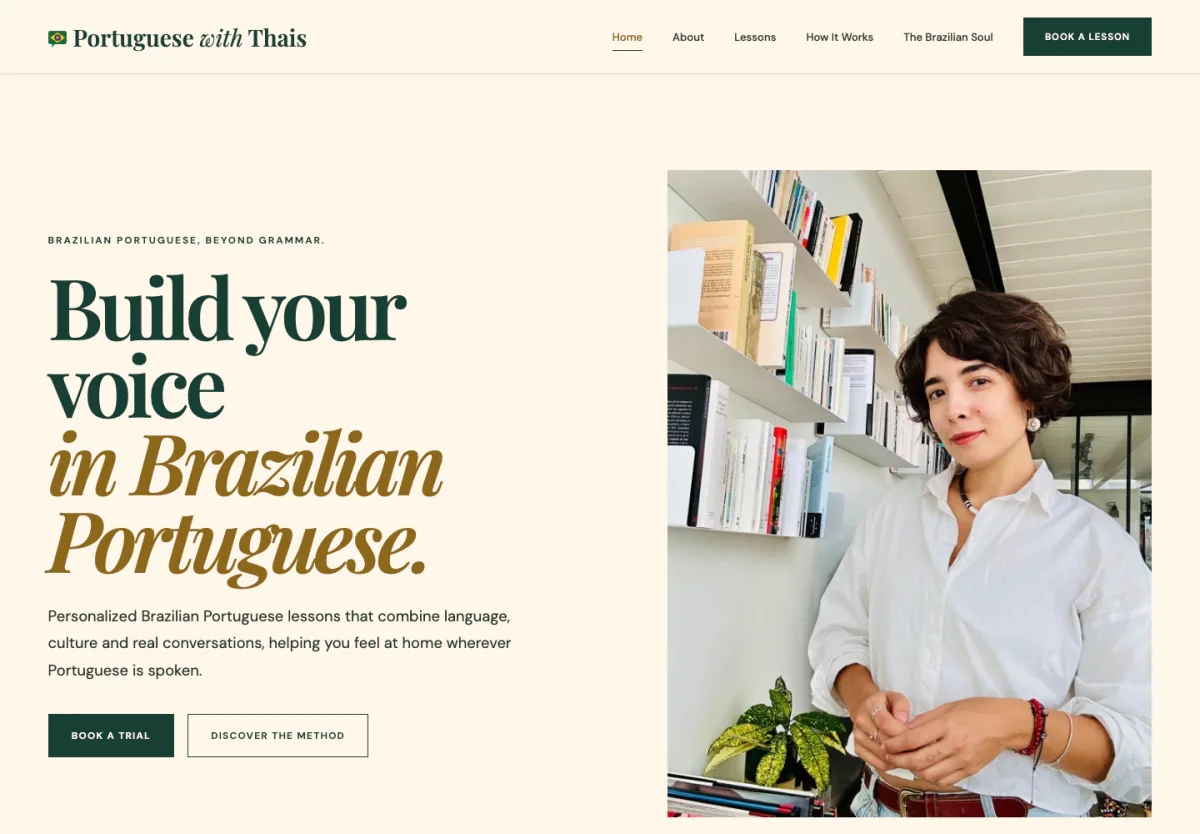 Portuguese with Thais
Home
About
Lessons
How It Works
The Brazilian Soul
BOOK A LESSON
BRAZILIAN PORTUGUESE, BEYOND GRAMMAR.
Build your
voice
in Brazilian
Portuguese.
Personalized Brazilian Portuguese lessons that combine language,
culture and real conversations, helping you feel at home wherever
Portuguese is spoken.
BOOK A TRIAL
DISCOVER THE METHOD